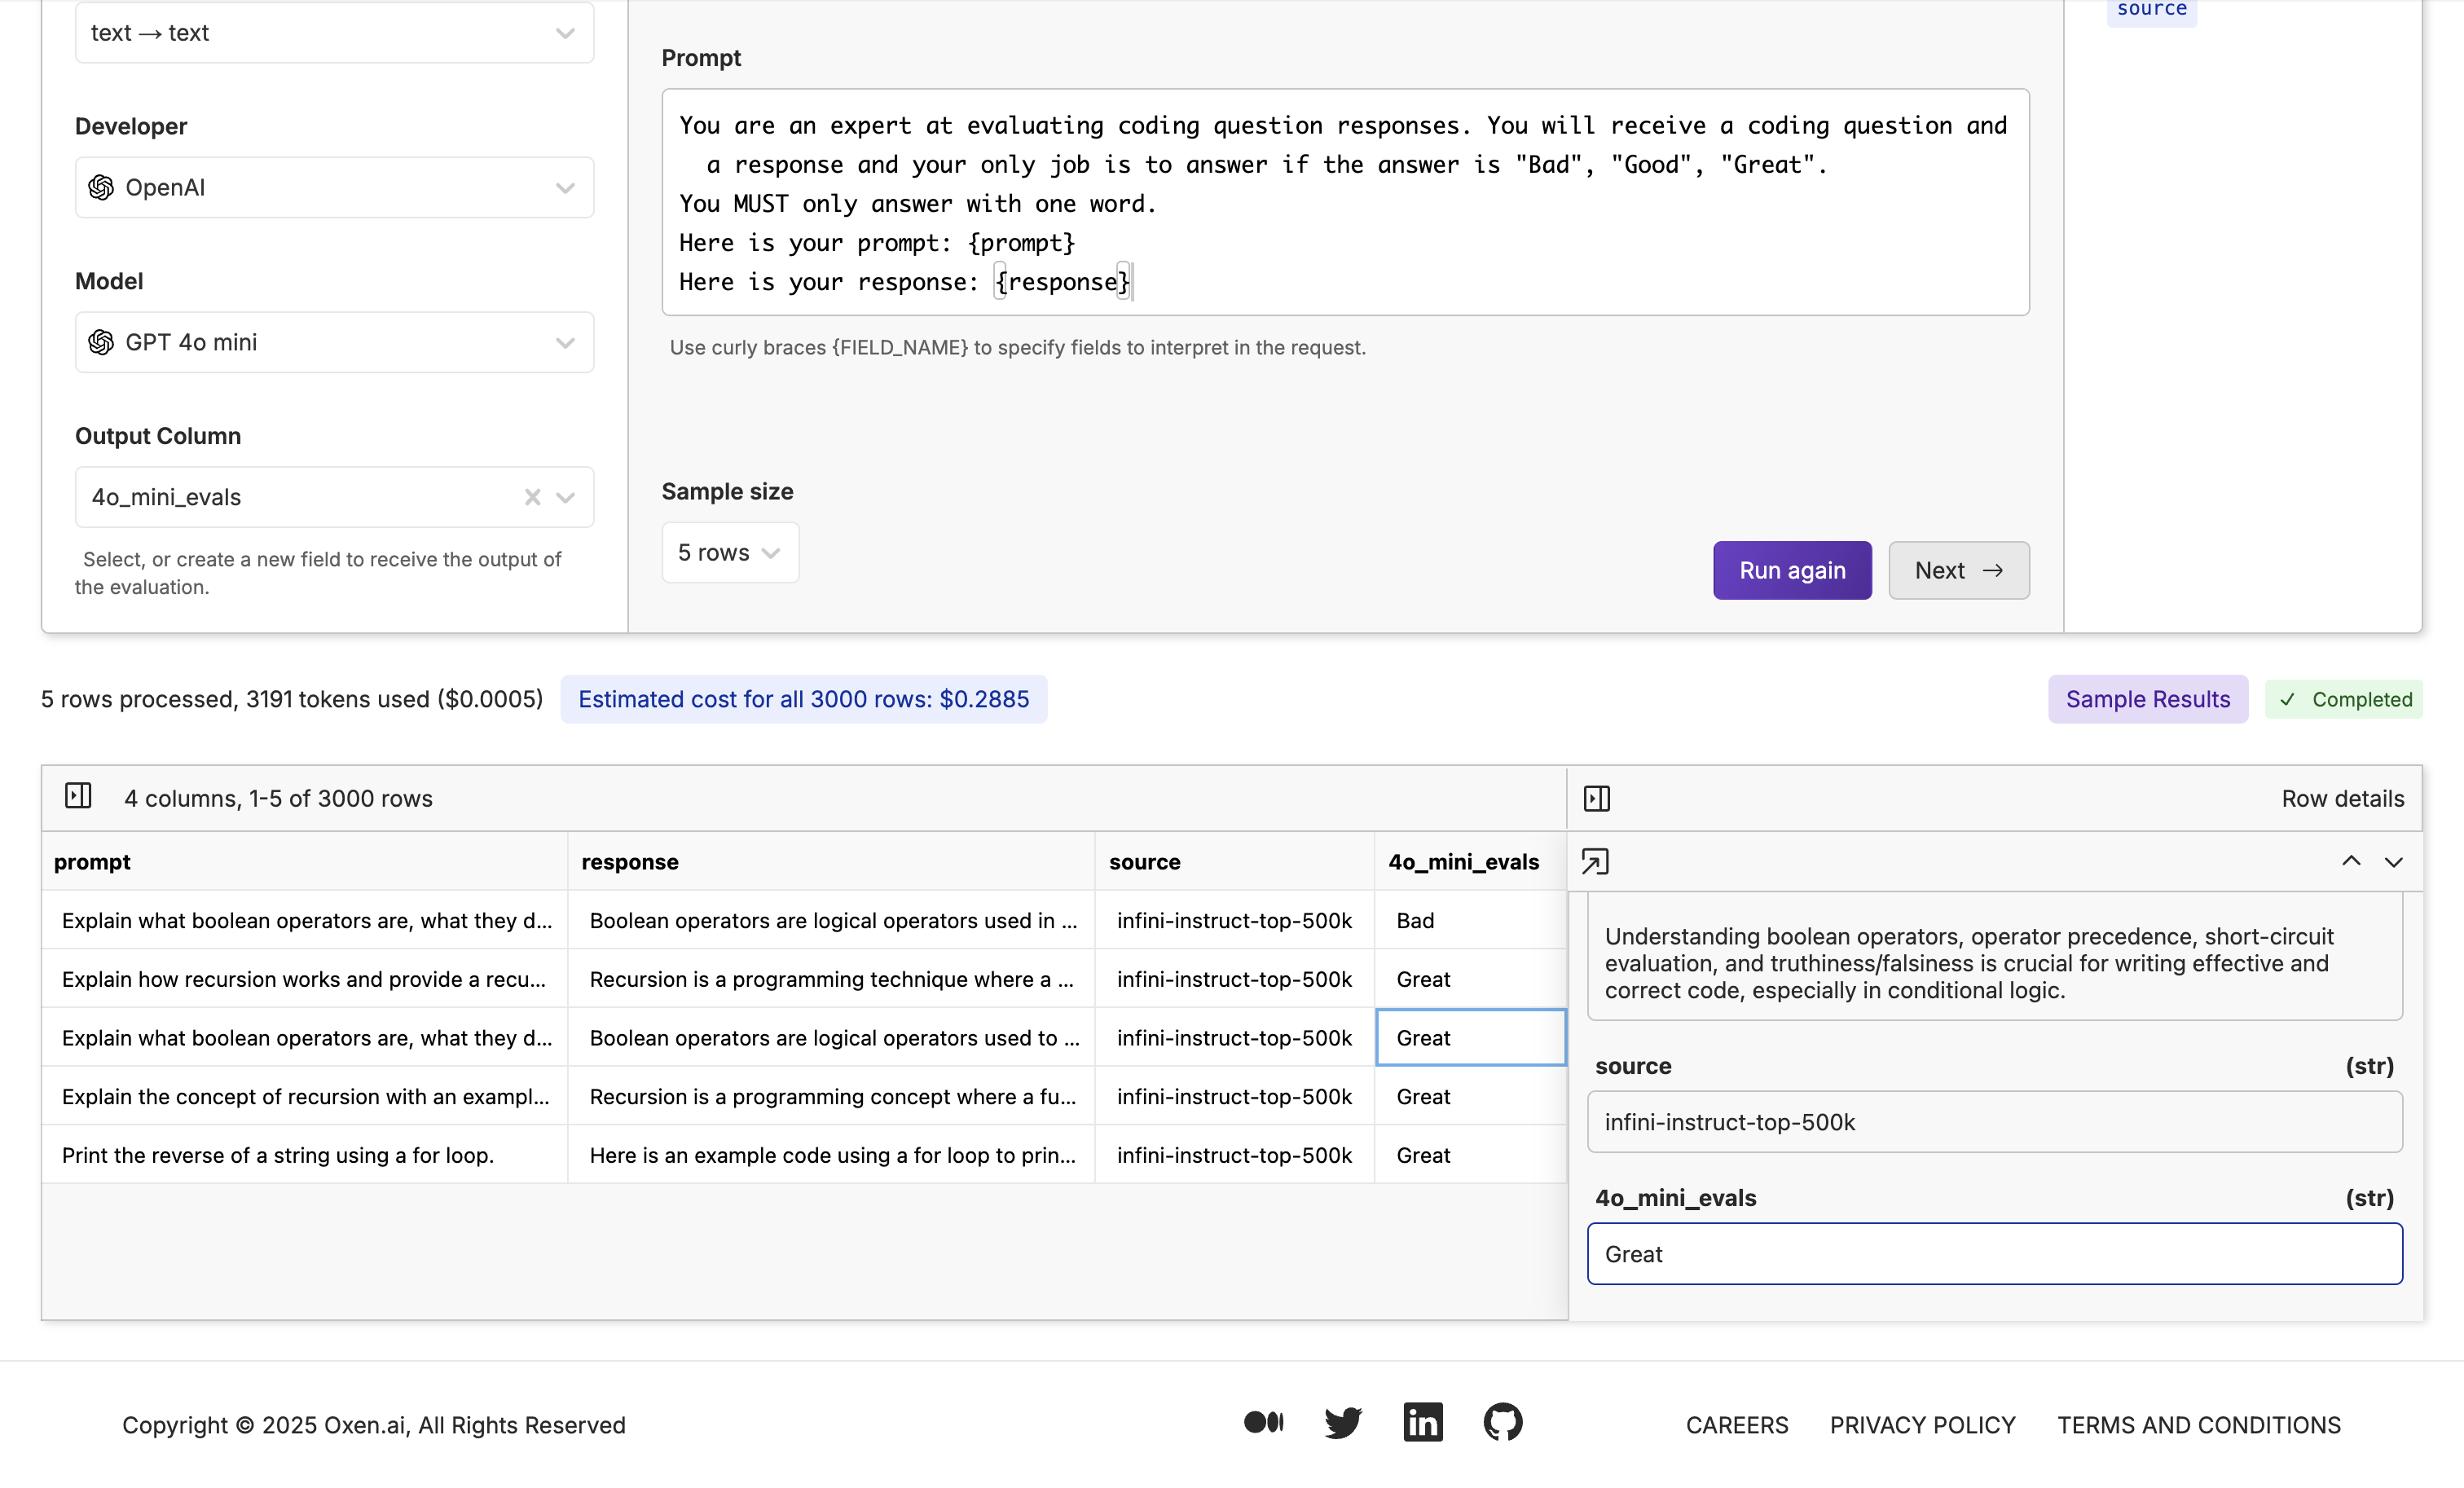 text → text
Developer
OpenAI
Model
GPT 4o mini
Output Column
4o_mini_evals
Select, or create a new field to receive the output of
the evaluation.
Prompt
You are an expert at evaluating coding question responses. You will receive a coding question and
a response and your only job is to answer if the answer is "Bad", "Good", "Great".
You MUST only answer with one word.
Here is your prompt: {prompt}
Here is your response: {response}
Use curly braces {FIELD_NAME} to specify fields to interpret in the request.
Sample size
5 rows
Run again
Next →
source
5 rows processed, 3191 tokens used ($0.0005)
Estimated cost for all 3000 rows: $0.2885
Sample Results
✓ Completed
4 columns, 1-5 of 3000 rows
prompt response source 4o_mini_evals
Explain what boolean operators are, what they d... Boolean operators are logical operators used in ... infini-instruct-top-500k Bad
Explain how recursion works and provide a recu... Recursion is a programming technique where a ... infini-instruct-top-500k Great
Explain what boolean operators are, what they d... Boolean operators are logical operators used to ... infini-instruct-top-500k Great
Explain the concept of recursion with an exampl... Recursion is a programming concept where a fu... infini-instruct-top-500k Great
Print the reverse of a string using a for loop. Here is an example code using a for loop to prin... infini-instruct-top-500k Great
Row details
Understanding boolean operators, operator precedence, short-circuit
evaluation, and truthiness/falsiness is crucial for writing effective and
correct code, especially in conditional logic.
source (str)
infini-instruct-top-500k
4o_mini_evals (str)
Great
Copyright © 2025 Oxen.ai, All Rights Reserved
in
CAREERS PRIVACY POLICY TERMS AND CONDITIONS